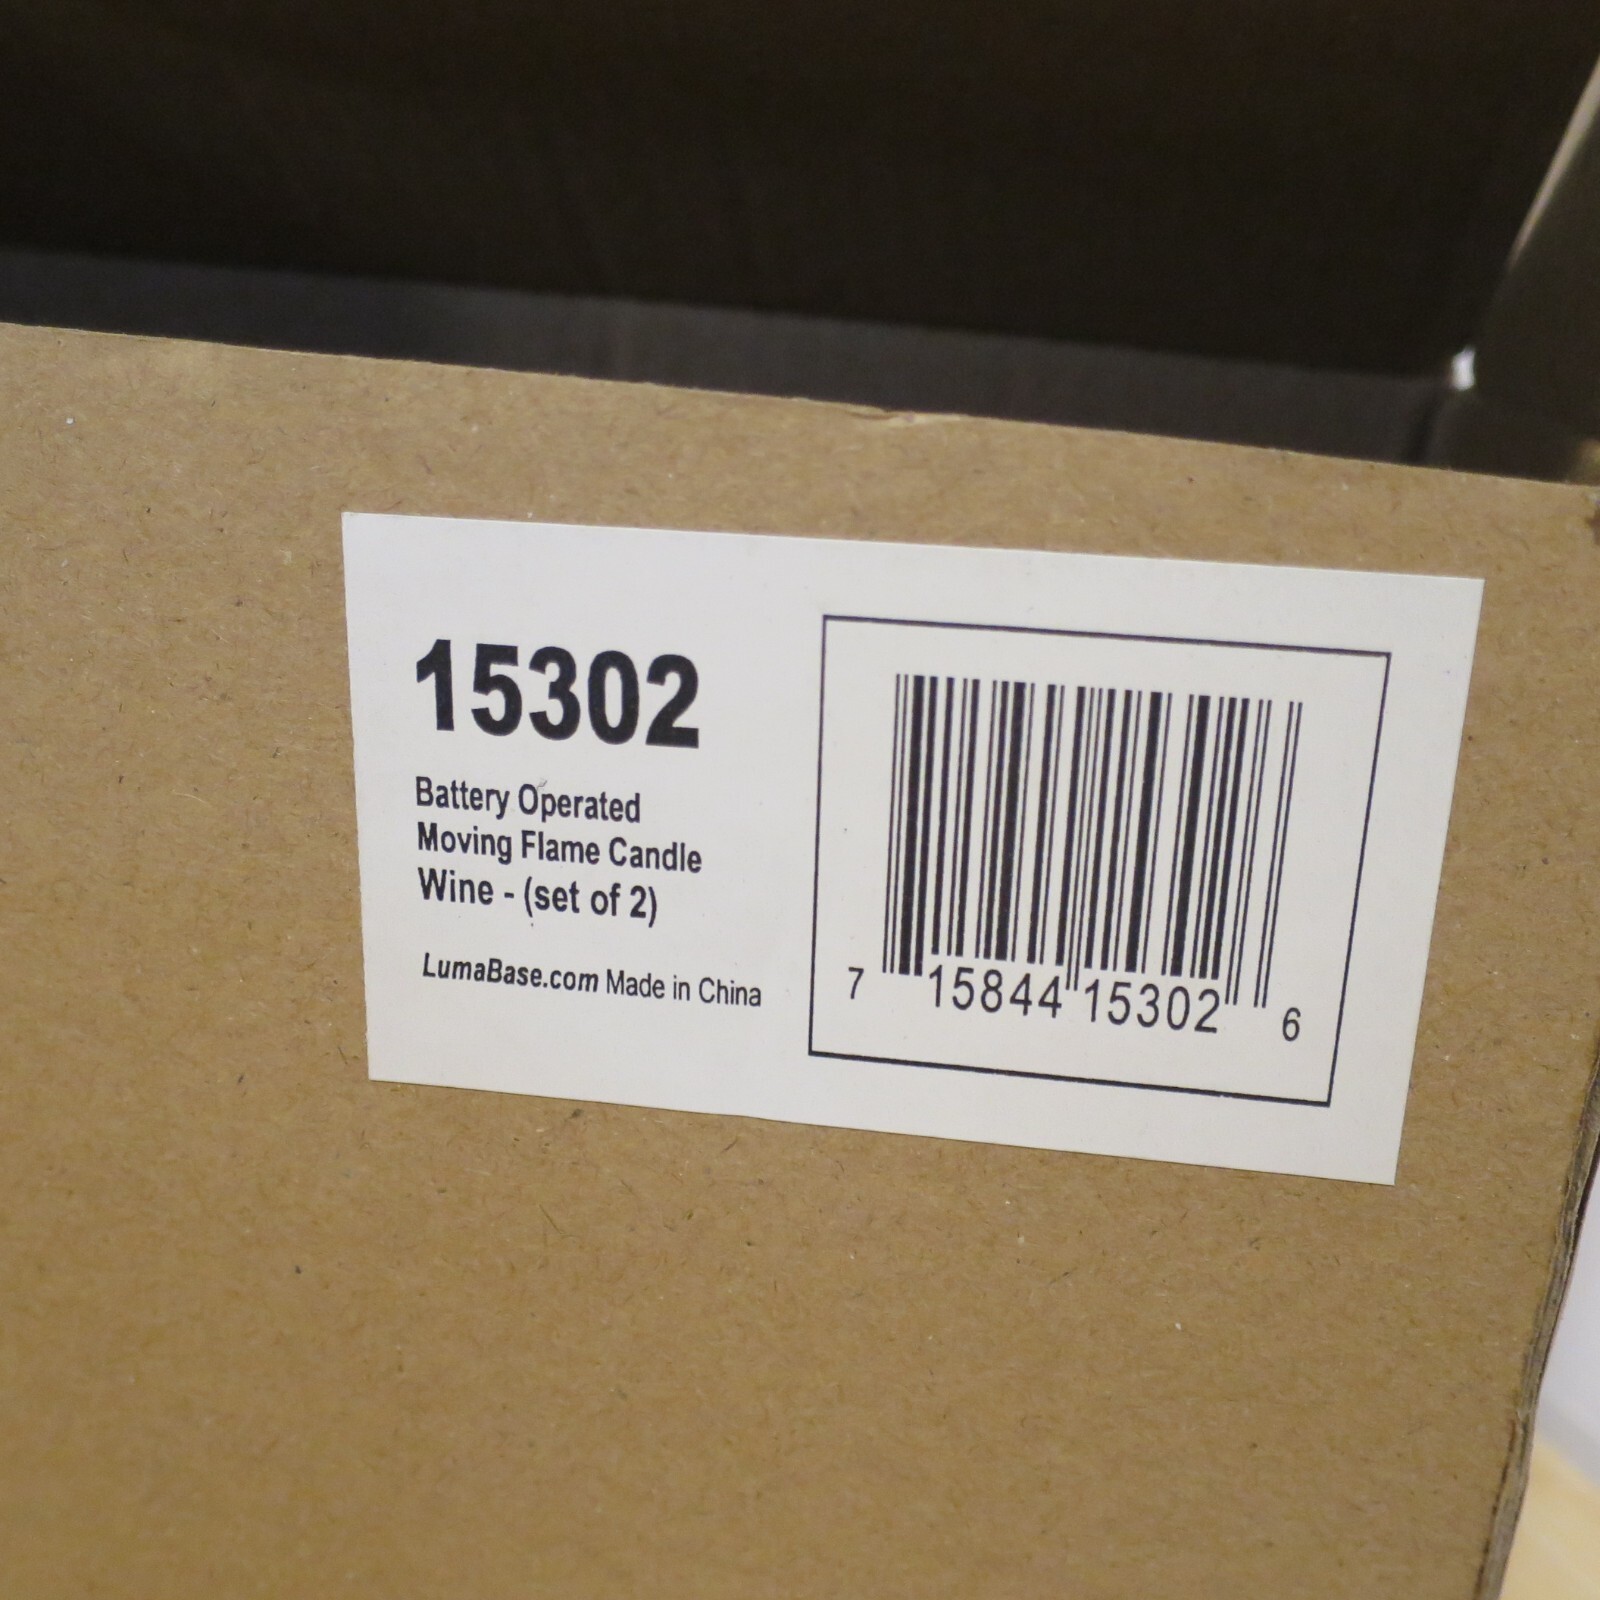 15302
Battery Operated
Moving Flame Candle
Wine - (set of 2)
LumaBase.com Made in China
7 15844 15302 6